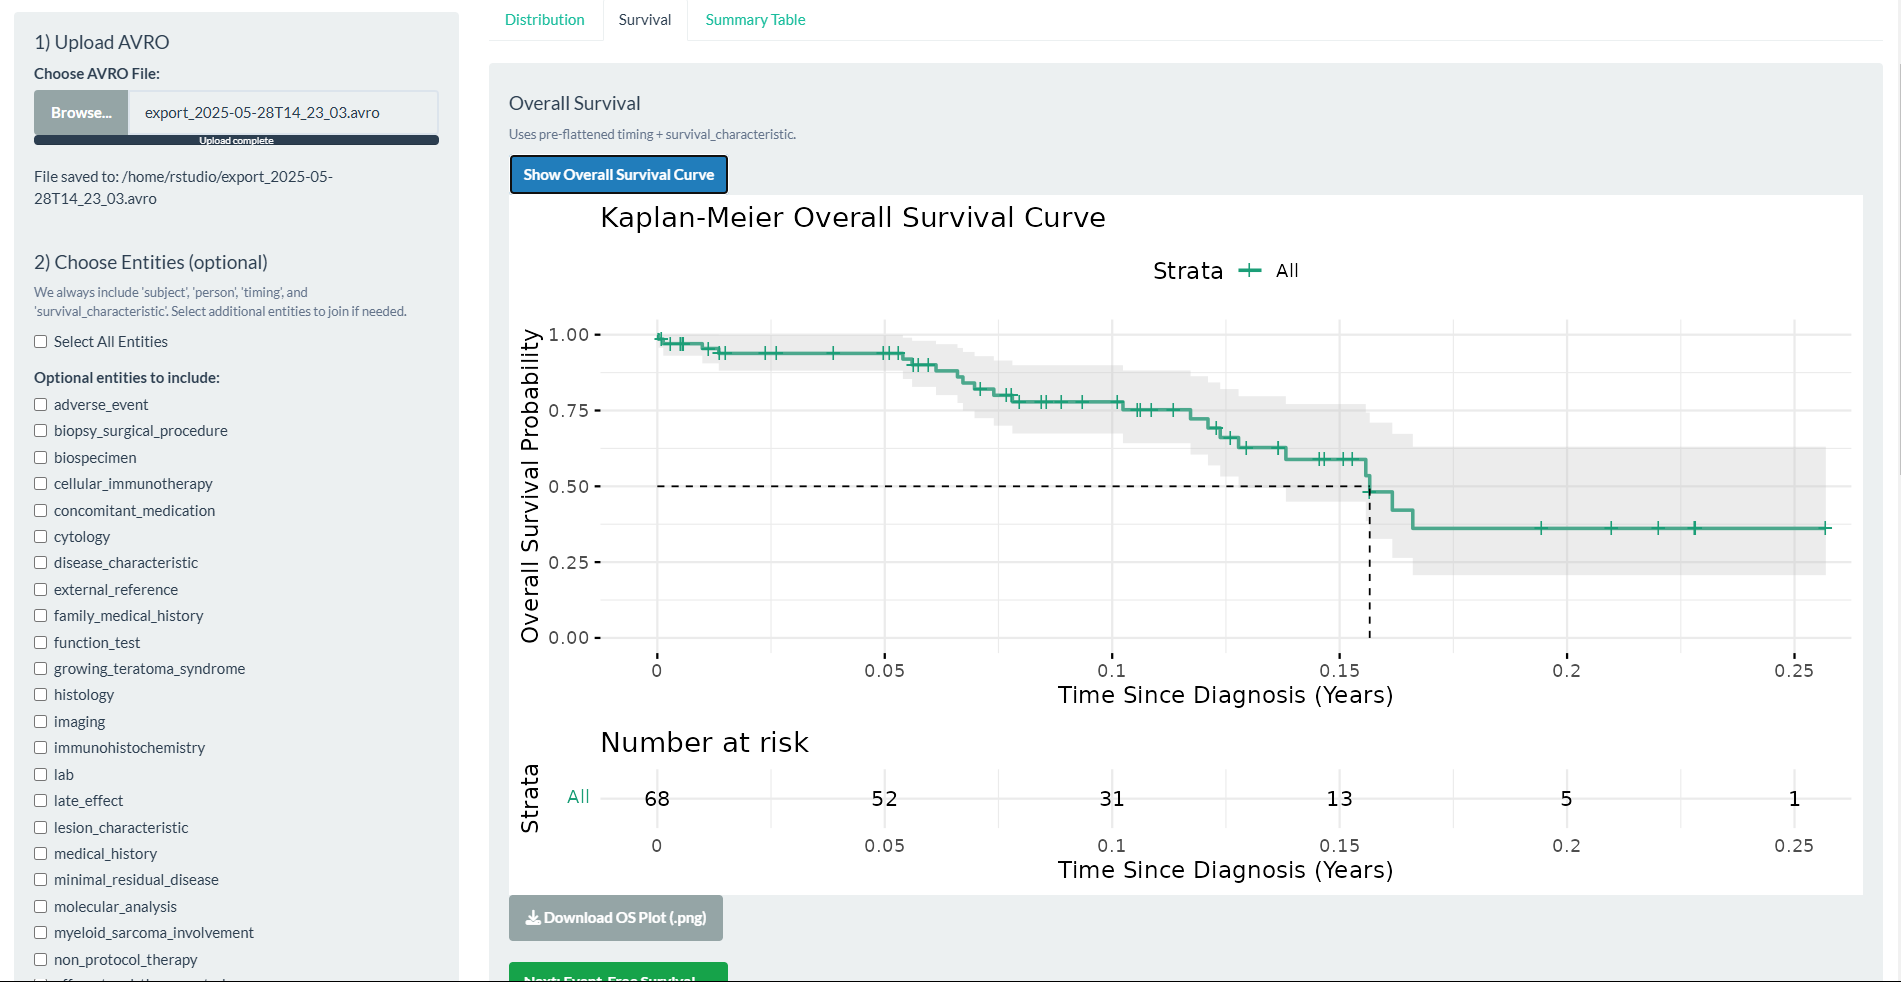 1) Upload AVRO
Choose AVRO File:
Browse...
export_2025-05-28T14_23_03.avro
Upload complete
File saved to: /home/rstudio/export_2025-05-
28T14_23_03.avro
2) Choose Entities (optional)
We always include 'subject', 'person', 'timing', and
'survival_characteristic'. Select additional entities to join if needed.
Select All Entities
Optional entities to include:
adverse_event
biopsy_surgical_procedure
biospecimen
cellular_immunotherapy
concomitant_medication
cytology
disease_characteristic
external_reference
family_medical_history
function_test
growing_teratoma_syndrome
histology
imaging
immunohistochemistry
lab
late_effect
lesion_characteristic
medical_history
minimal_residual_disease
molecular_analysis
myeloid_sarcoma_involvement
non_protocol_therapy
Distribution
Survival
Summary Table
Overall Survival
Uses pre-flattened timing + survival_characteristic.
Show Overall Survival Curve
Kaplan-Meier Overall Survival Curve
Strata All
Overall Survival Probability
1.00
0.75
0.50
0.25
0.00
0 0.05 0.1 0.15 0.2 0.25
Time Since Diagnosis (Years)
Number at risk
Strata
All 68 52 31 13 5 1
0 0.05 0.1 0.15 0.2 0.25
Time Since Diagnosis (Years)
Download OS Plot (.png)
Next: Event-Free Survival